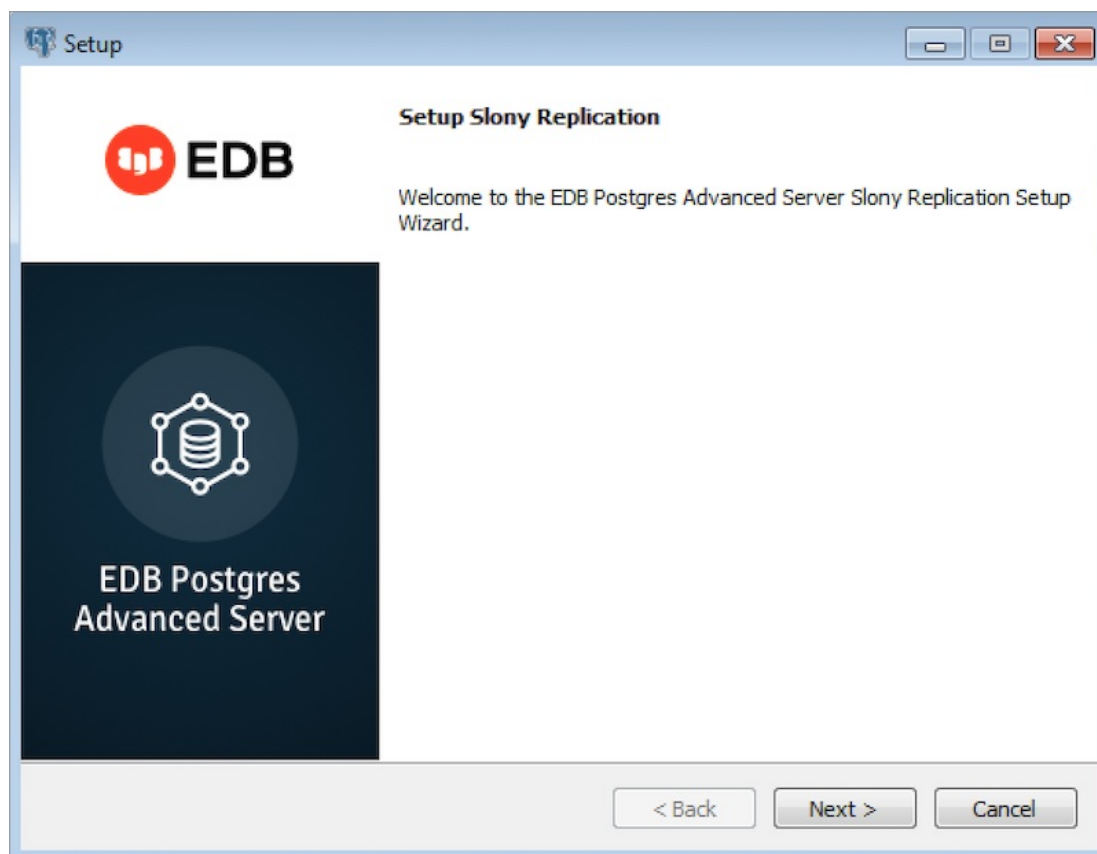 Setup
EDB
Setup Slony Replication
Welcome to the EDB Postgres Advanced Server Slony Replication Setup
Wizard.
EDB Postgres
Advanced Server
< Back
Next >
Cancel